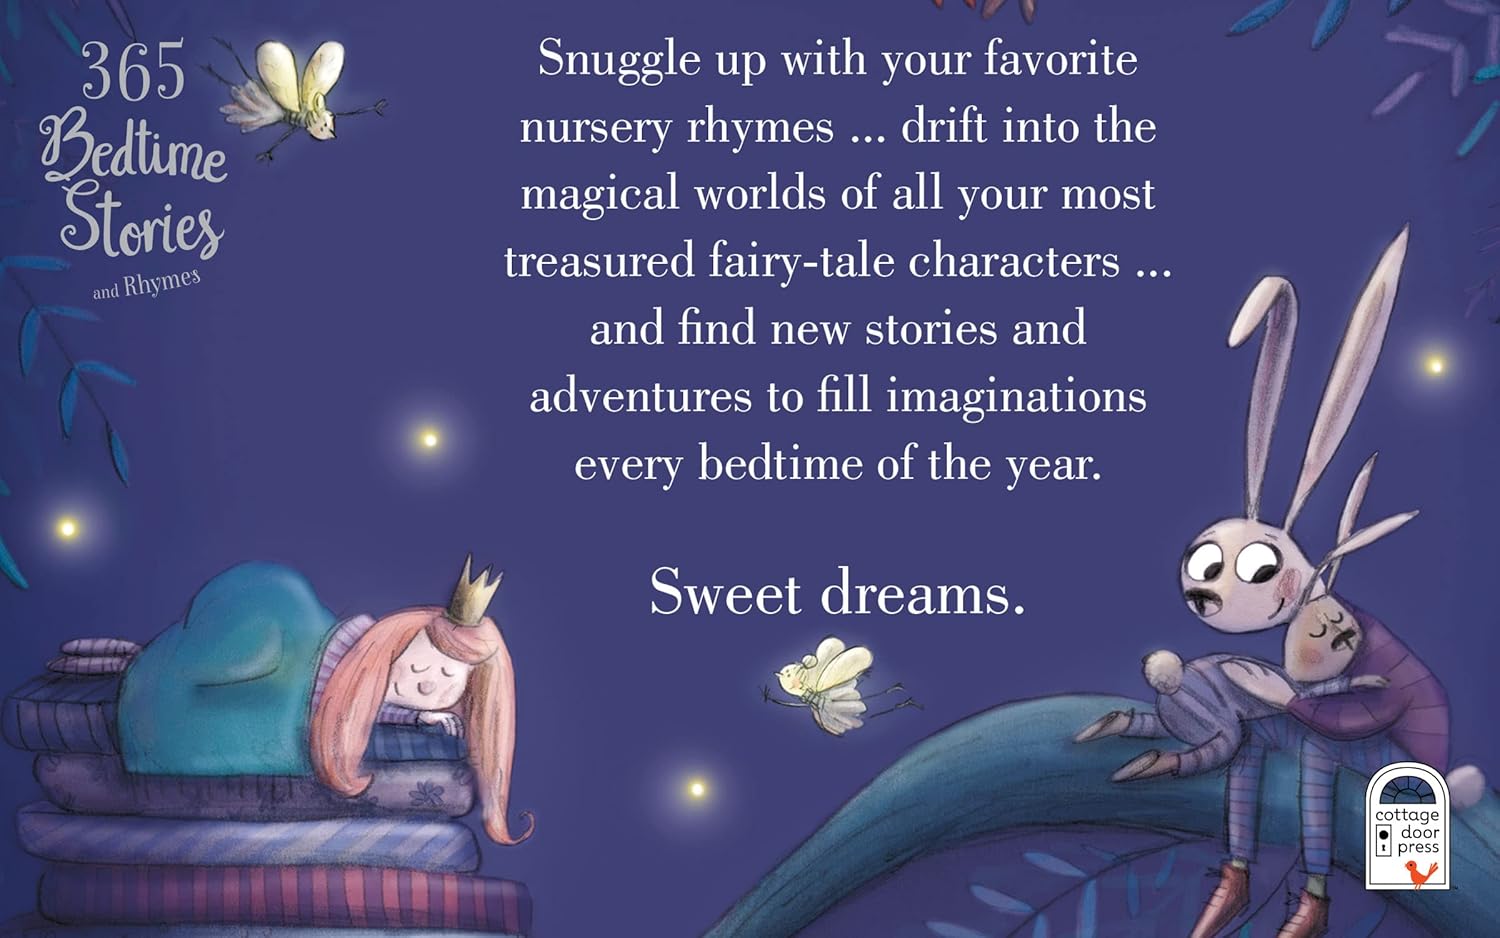 365
Bedtime
Stories
and Rhymes
Snuggle up with your favorite
nursery rhymes ... drift into the
magical worlds of all your most
treasured fairy-tale characters ...
and find new stories and
adventures to fill imaginations
every bedtime of the year.
Sweet dreams.
cottage
door
press
™